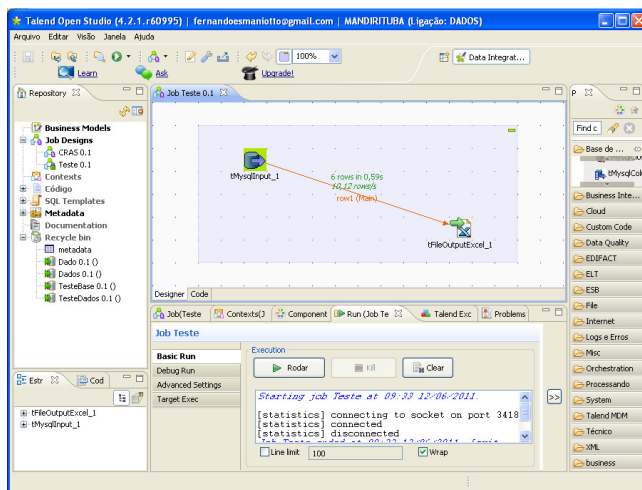 Talend Open Studio (4.2.1.r60995) | fernandoesmaniotto@gmail.com | MANDIRITUBA (Ligação: DADOS)
Arquivo Editar Visão Janela Ajuda
100%
Data Integrat...
Learn
Ask
Upgrade!
Repository
Business Models
Job Designs
CRAS 0.1
Teste 0.1
Contexts
Código
SQL Templates
Metadata
Documentation
Recycle bin
metadata
Dado 0.1 ()
Dados 0.1 ()
TesteBase 0.1 ()
TesteDados 0.1 ()
Estr
Cod
tFileOutputExcel_1
tMysqlInput_1
Job Teste 0.1
tMysqlInput_1
6 rows in 0,59s
10,12 rows/s
row1 (Main)
tFileOutputExcel_1
Designer Code
Job(Teste
Contexts(J
Component
Run (Job Te
Talend Exc
Problems
Job Teste
Basic Run
Debug Run
Advanced Settings
Target Exec
Execution
Rodar
Kill
Clear
Starting job Teste at 09:33 12/06/2011.
[statistics] connecting to socket on port 3418
[statistics] connected
[statistics] disconnected
Line limit
100
Wrap
>>
P
Find c
Base de ...
tMysqlCol
Business Inte...
Cloud
Custom Code
Data Quality
EDIFACT
ELT
ESB
File
Internet
Logs e Erros
Misc
Orchestration
Processando
System
Talend MDM
Técnico
XML
business